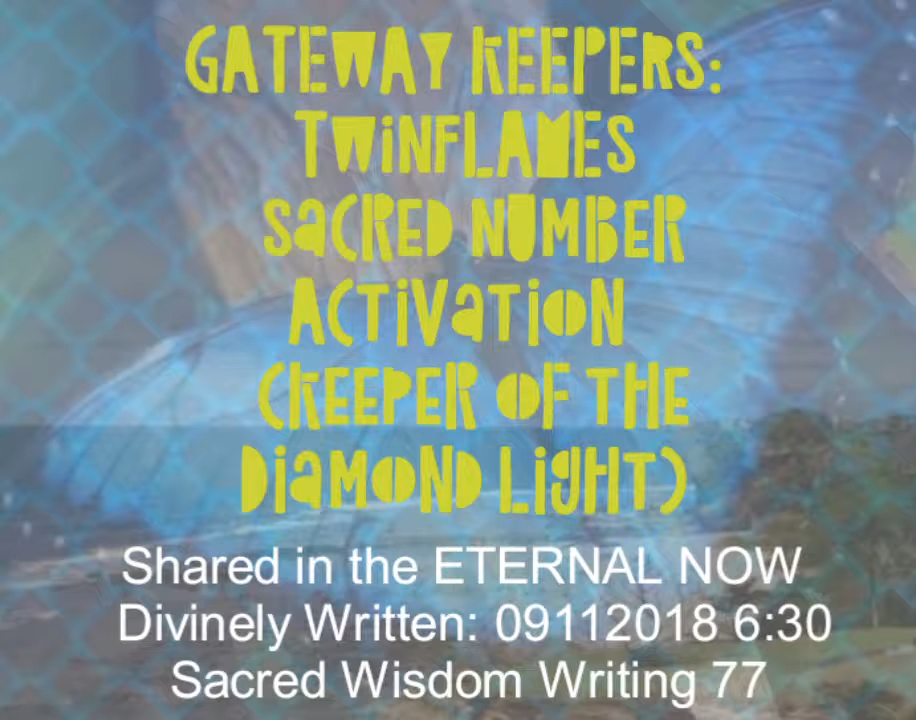 GATEWAY KEEPERS:
TWiNFLAMES
SaCRED NUMBER
ACTiVaTiON
(KEEPER OF THE
DiaMOND LiGHT)
Shared in the ETERNAL NOW
Divinely Written: 09112018 6:30
Sacred Wisdom Writing 77